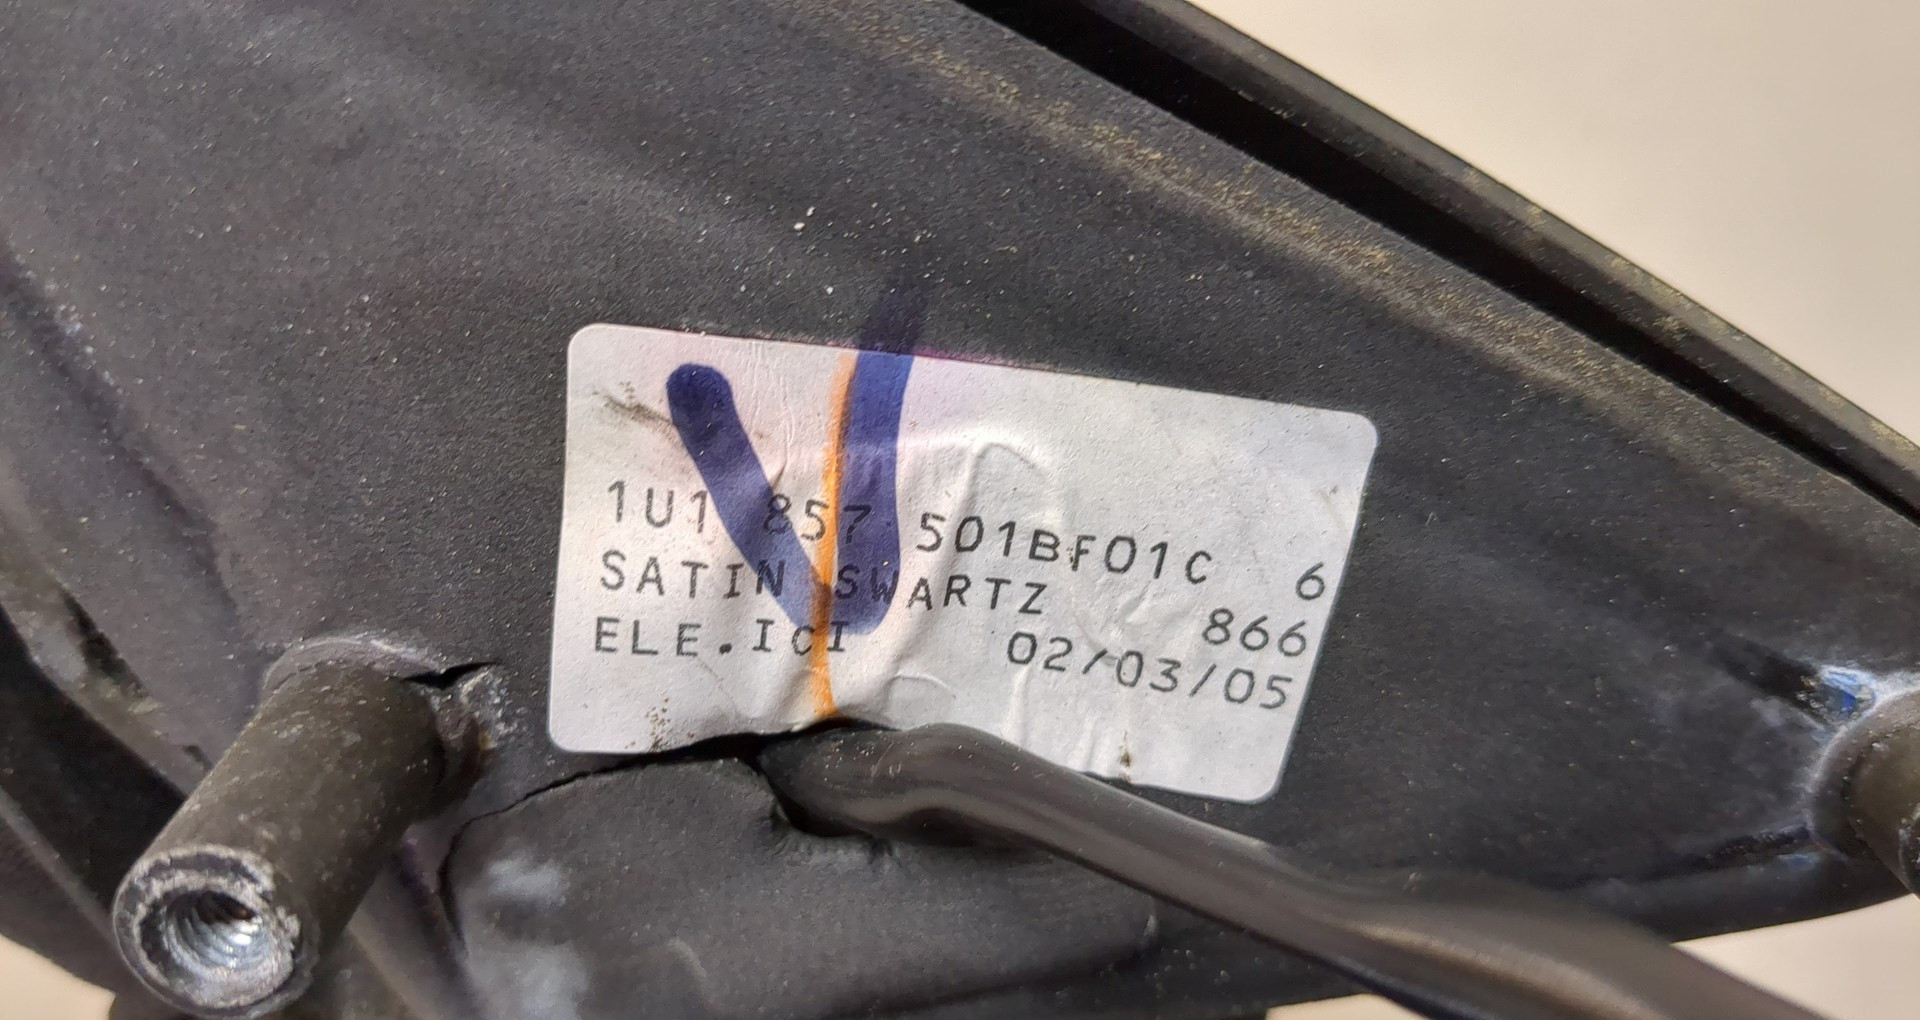 1U1 857 501BF01C 6
SATIN SWARTZ 866
ELE.ICI 02/03/05